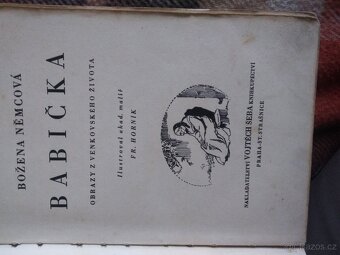 BOŽENA NĚMCOVÁ
BABIČKA
OBRAZY Z VENKOVSKÉHO ŽIVOTA
Ilustroval akad. malíř
FR. HORNÍK
NAKLADATELSTVÍ VOJTĚCH ŠEBA KNIHKUPECTVÍ
PRAHA-ST. STRAŠNICE